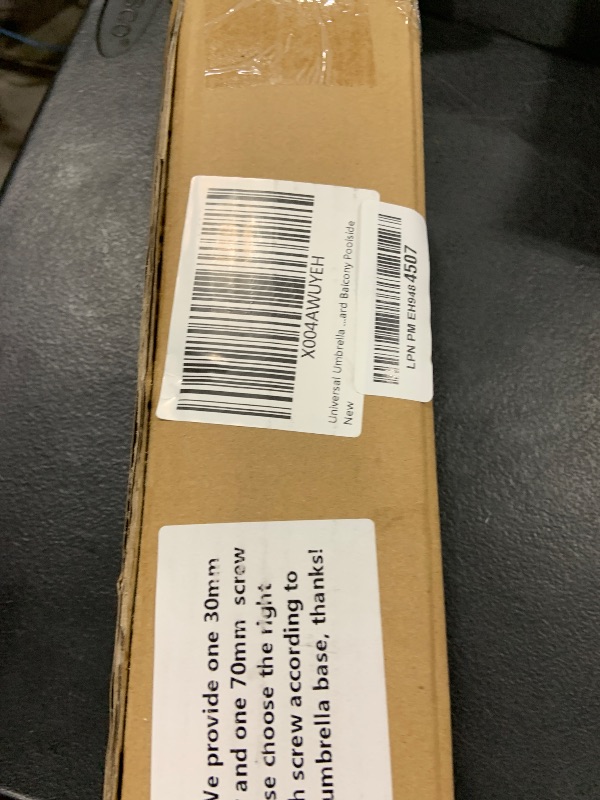 X004AWUYEH
Universal Umbrella ...ard Balcony Poolside
New
LPN PM EH9484507
We provide one 30mm
and one 70mm screw
se choose the right
h screw according to
umbrella base, thanks!